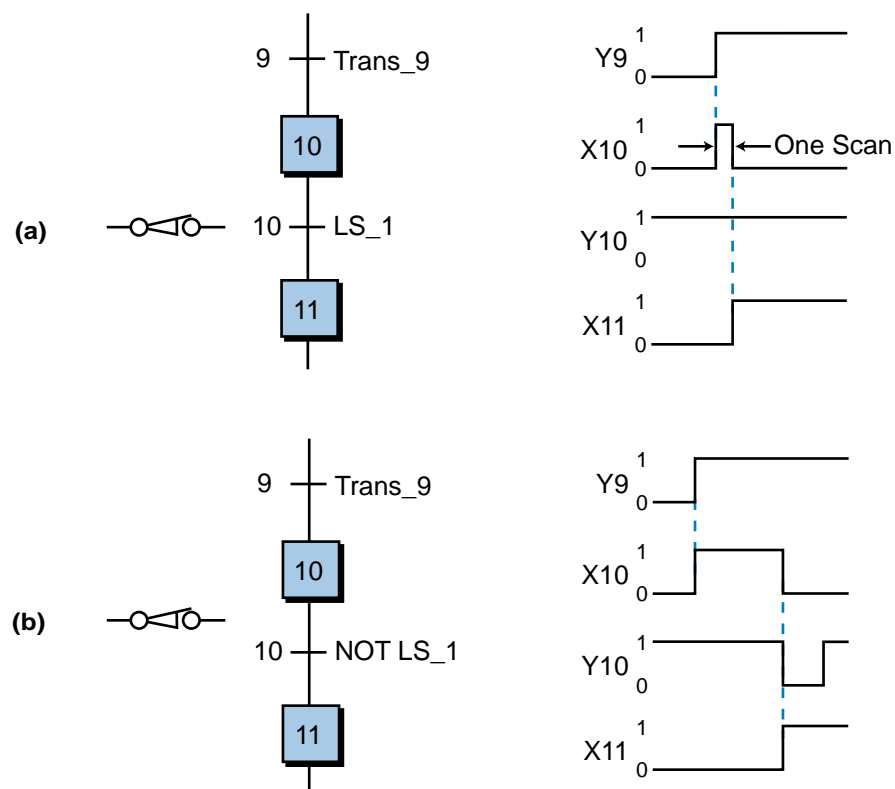 9 Trans_9
10
(a)
10 LS_1
11
Y9 1
0
X10 1
0
One Scan
Y10 1
0
X11 1
0
9 Trans_9
10
(b)
10 NOT LS_1
11
Y9 1
0
X10 1
0
Y10 1
0
X11 1
0